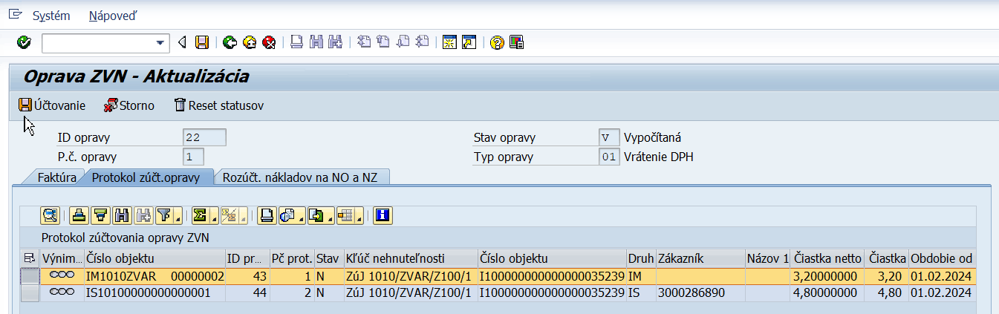 Systém Nápoveď
Oprava ZVN - Aktualizácia
Účtovanie Storno Reset statusov
ID opravy 22 Stav opravy V Vypočítaná
P.č. opravy 1 Typ opravy 01 Vrátenie DPH
Faktúra Protokol zúčt.opravy Rozúčt. nákladov na NO a NZ
Protokol zúčtovania opravy ZVN
Výnim... Číslo objektu ID pr... Pč prot. Stav Kľúč nehnuteľnosti Číslo objektu Druh Zákazník Názov 1 Čiastka netto Čiastka Obdobie od
IM1010ZVAR 00000002 43 1 N ZúJ 1010/ZVAR/Z100/1 I1000000000000000035239 IM 3,20000000 3,20 01.02.2024
IS10100000000000001 44 2 N ZúJ 1010/ZVAR/Z100/1 I1000000000000000035239 IS 3000286890 4,80000000 4,80 01.02.2024